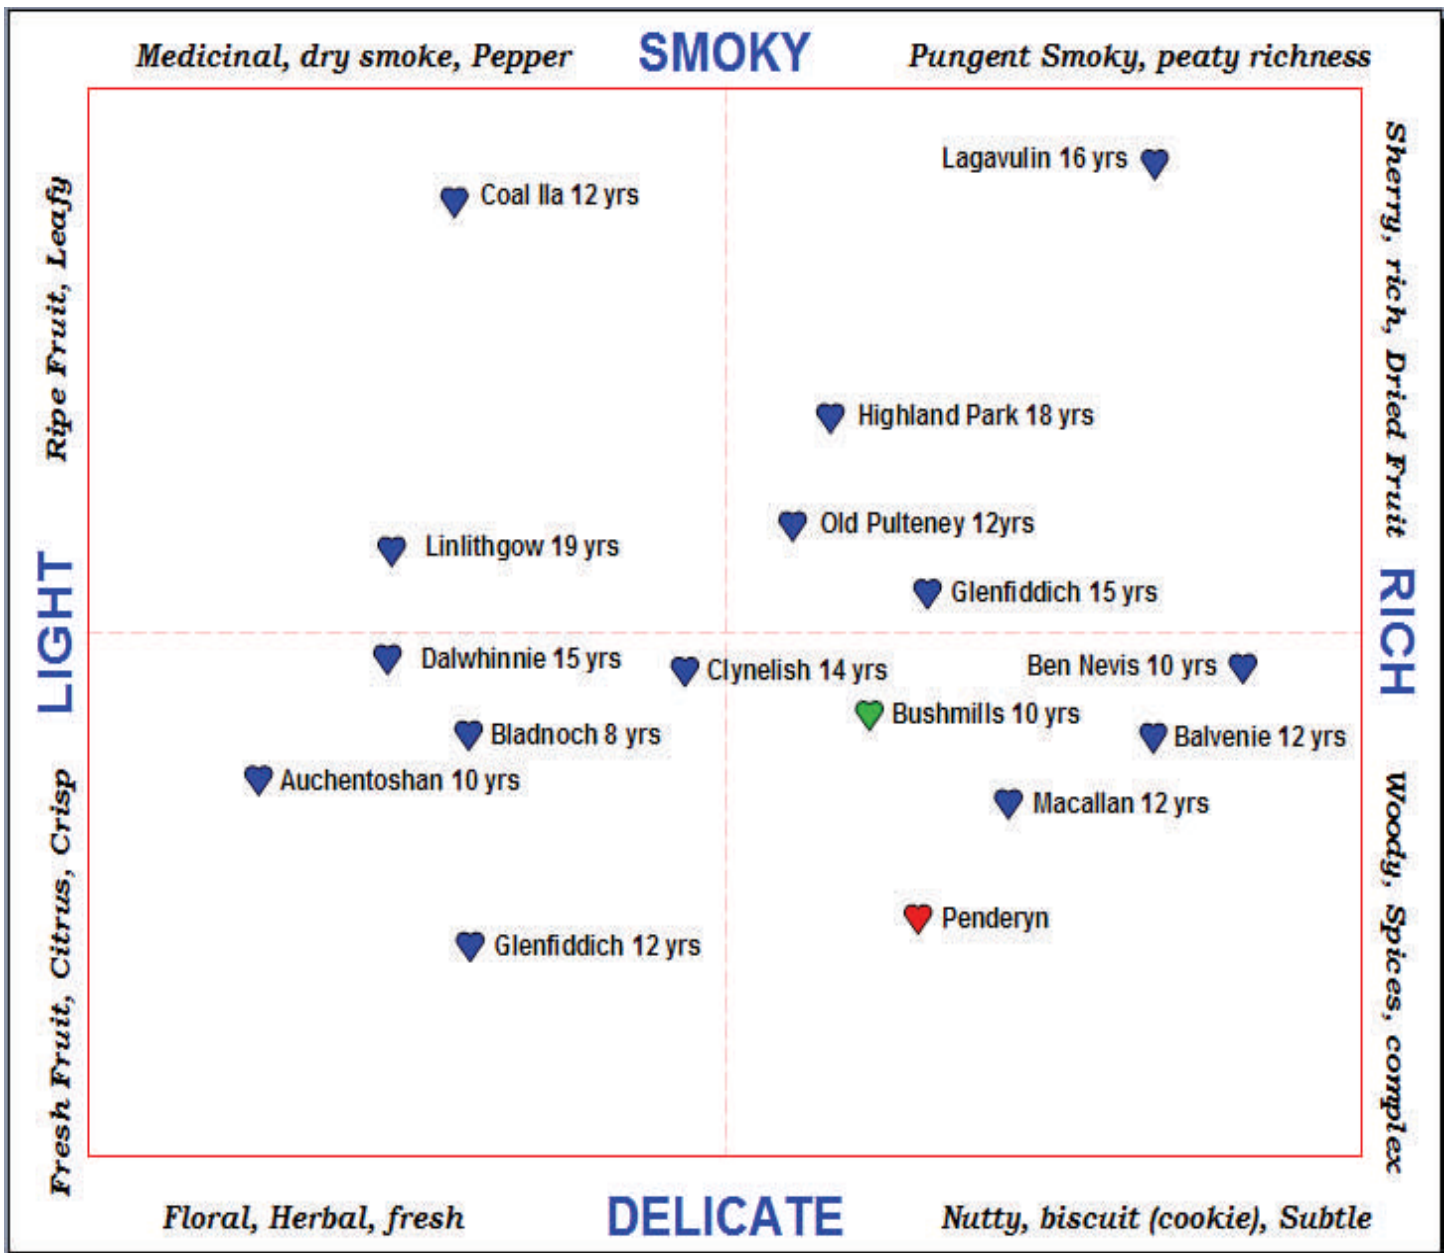 Medicinal, dry smoke, Pepper
SMOKY
Pungent Smoky, peaty richness
Ripe Fruit, Leafy
LIGHT
Fresh Fruit, Citrus, Crisp
Lagavulin 16 yrs
Coal Ila 12 yrs
Highland Park 18 yrs
Old Pulteney 12yrs
Linlithgow 19 yrs
Glenfiddich 15 yrs
Dalwhinnie 15 yrs
Clynelish 14 yrs
Ben Nevis 10 yrs
Bushmills 10 yrs
Bladnoch 8 yrs
Balvenie 12 yrs
Auchentoshan 10 yrs
Macallan 12 yrs
Penderyn
Glenfiddich 12 yrs
Sherry, rich, Dried Fruit
RICH
Woody, Spices, complex
Floral, Herbal, fresh
DELICATE
Nutty, biscuit (cookie), Subtle